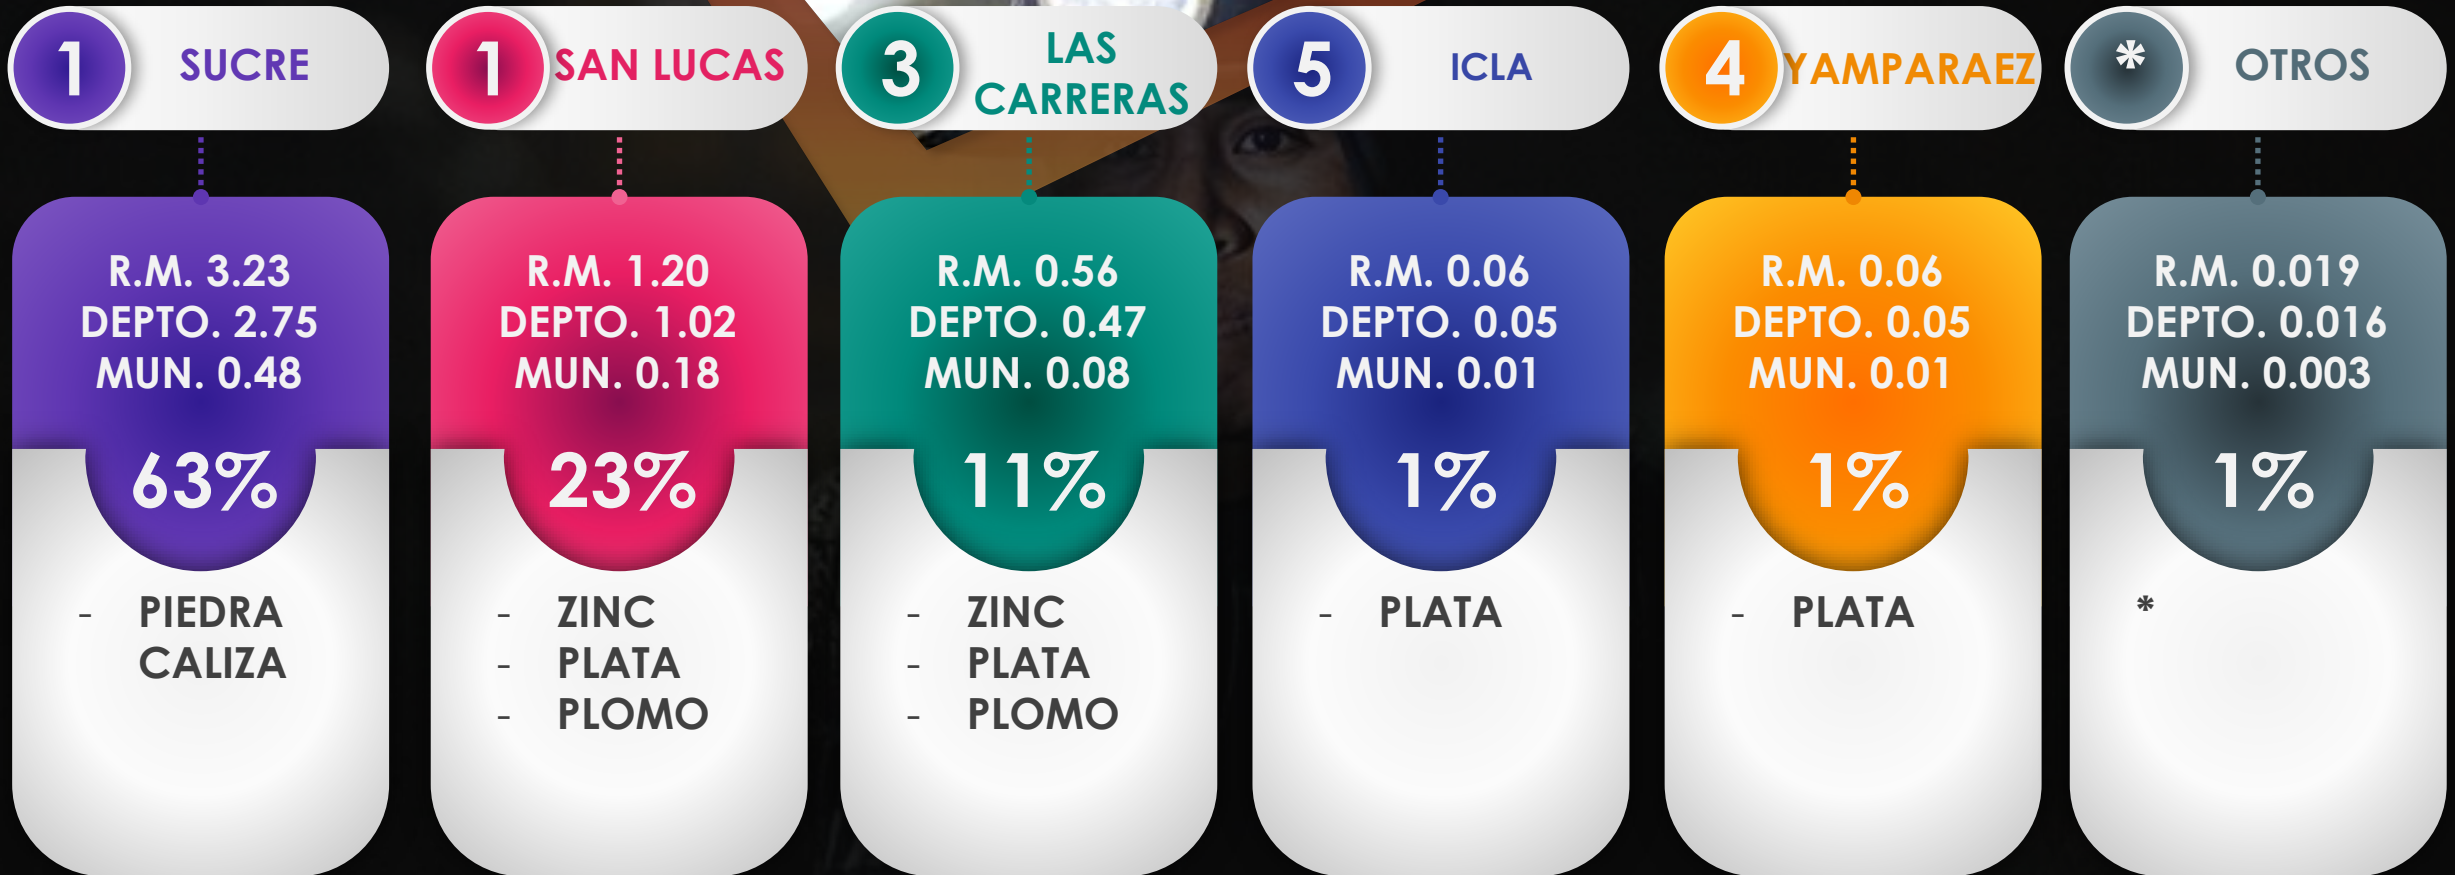 1 SUCRE
R.M. 3.23
DEPTO. 2.75
MUN. 0.48
63%
- PIEDRA
CALIZA
1 SAN LUCAS
R.M. 1.20
DEPTO. 1.02
MUN. 0.18
23%
- ZINC
- PLATA
- PLOMO
3 LAS
CARRERAS
R.M. 0.56
DEPTO. 0.47
MUN. 0.08
11%
- ZINC
- PLATA
- PLOMO
5 ICLA
R.M. 0.06
DEPTO. 0.05
MUN. 0.01
1%
- PLATA
4 YAMPARAEZ
R.M. 0.06
DEPTO. 0.05
MUN. 0.01
1%
- PLATA
* OTROS
R.M. 0.019
DEPTO. 0.016
MUN. 0.003
1%
*